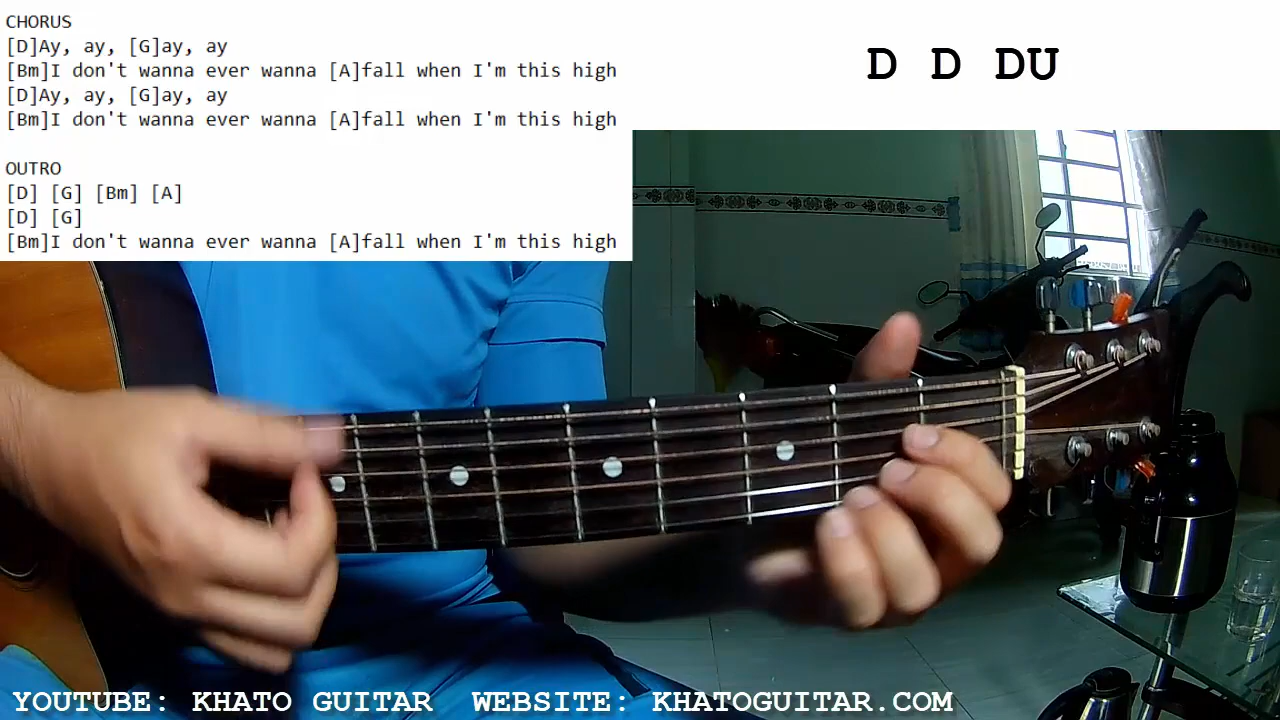 CHORUS
[D]Ay, ay, [G]ay, ay
[Bm]I don't wanna ever wanna [A]fall when I'm this high
[D]Ay, ay, [G]ay, ay
[Bm]I don't wanna ever wanna [A]fall when I'm this high
OUTRO
[D] [G] [Bm] [A]
[D] [G]
[Bm]I don't wanna ever wanna [A]fall when I'm this high
D D DU
YOUTUBE: KHATO GUITAR WEBSITE: KHATOGUITAR.COM